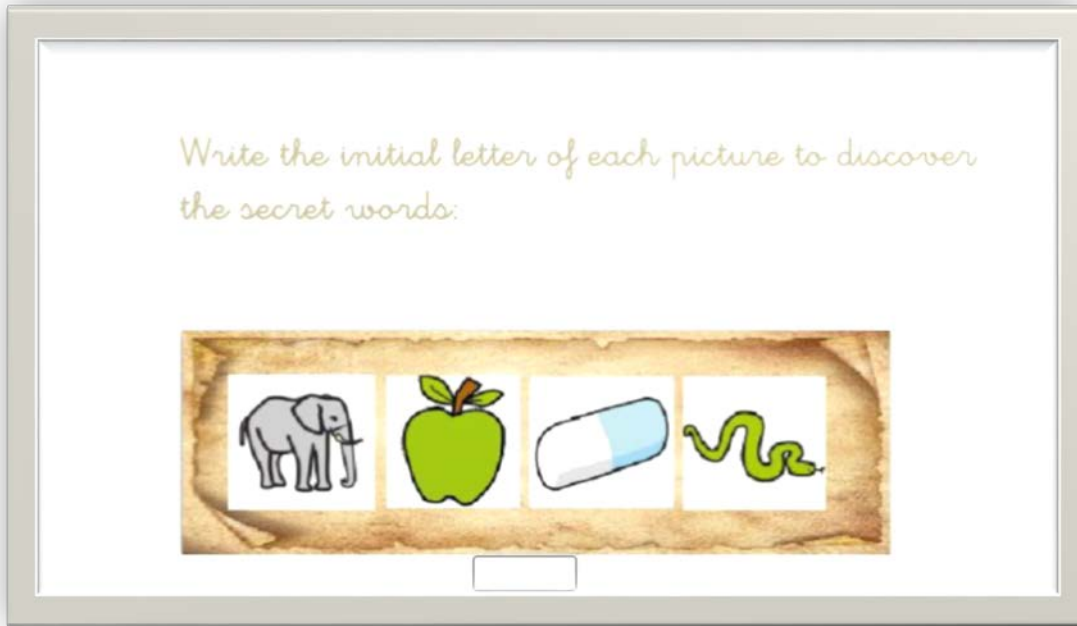 Write the initial letter of each picture to discover
the secret words: